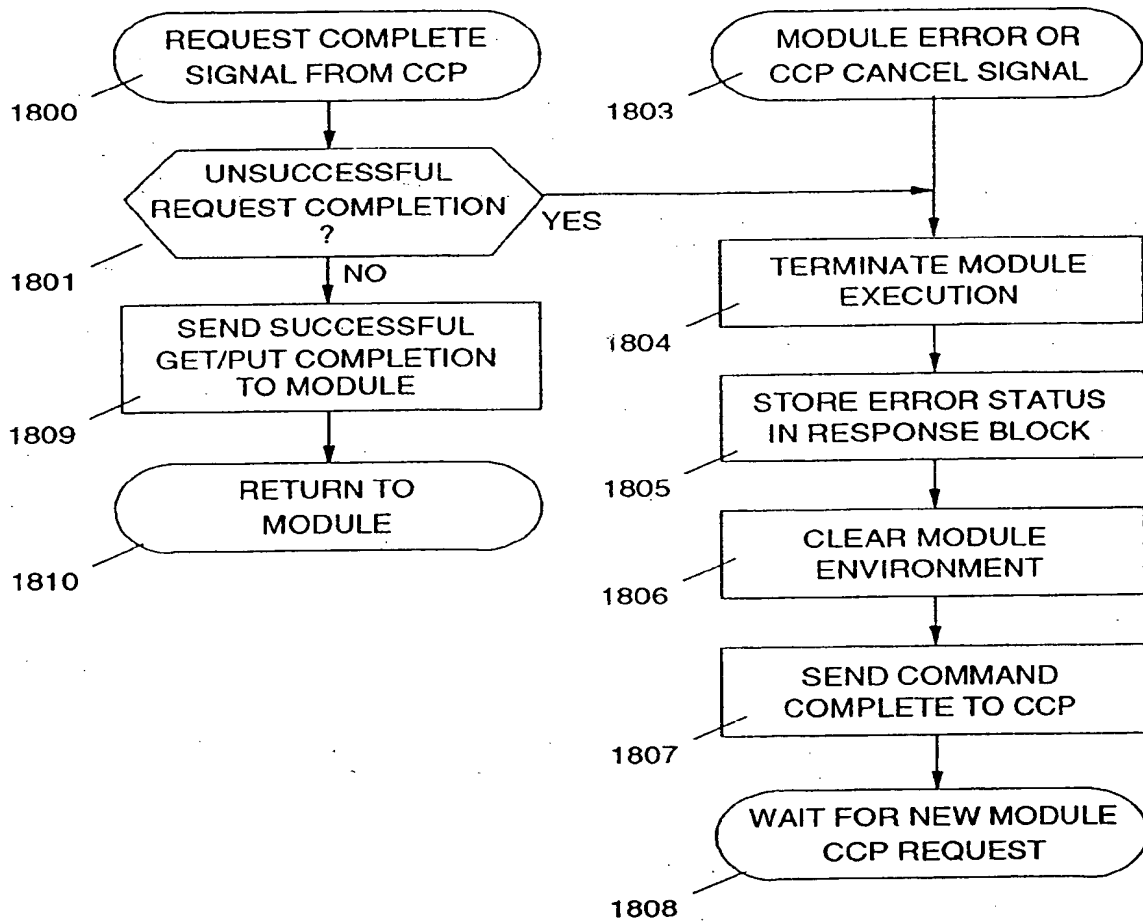 REQUEST COMPLETE
SIGNAL FROM CCP
1800
UNSUCCESSFUL
REQUEST COMPLETION
?
YES
1801
NO
SEND SUCCESSFUL
GET/PUT COMPLETION
TO MODULE
1809
RETURN TO
MODULE
1810
MODULE ERROR OR
CCP CANCEL SIGNAL
1803
TERMINATE MODULE
EXECUTION
1804
STORE ERROR STATUS
IN RESPONSE BLOCK
1805
CLEAR MODULE
ENVIRONMENT
1806
SEND COMMAND
COMPLETE TO CCP
1807
WAIT FOR NEW MODULE
CCP REQUEST
1808